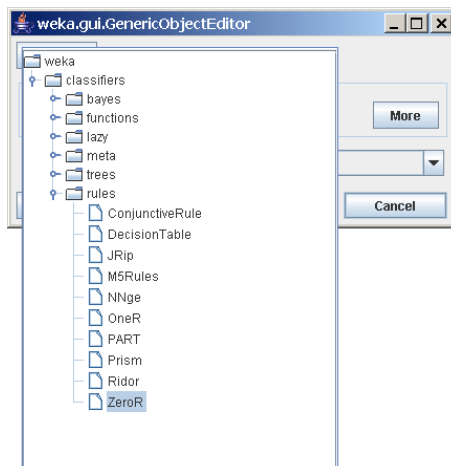 weka.gui.GenericObjectEditor
weka
classifiers
bayes
functions
lazy
meta
trees
rules
ConjunctiveRule
DecisionTable
JRip
M5Rules
NNge
OneR
PART
Prism
Ridor
ZeroR
More
Cancel